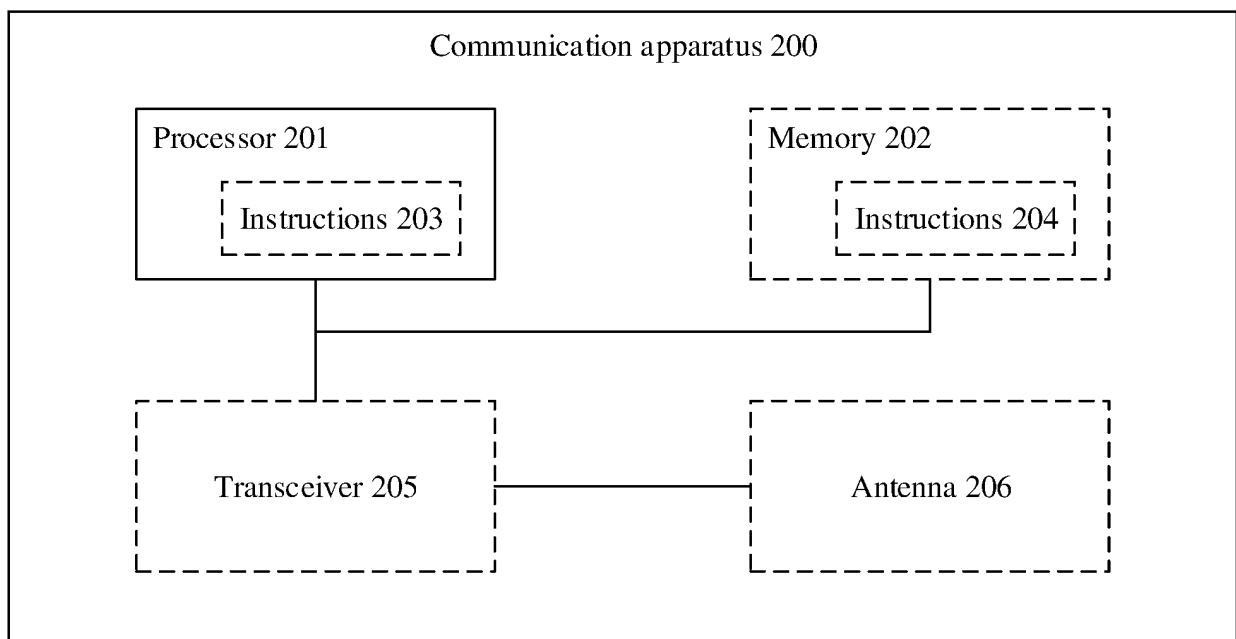 Communication apparatus 200
Processor 201
Memory 202
Instructions 203
Instructions 204
Transceiver 205
Antenna 206